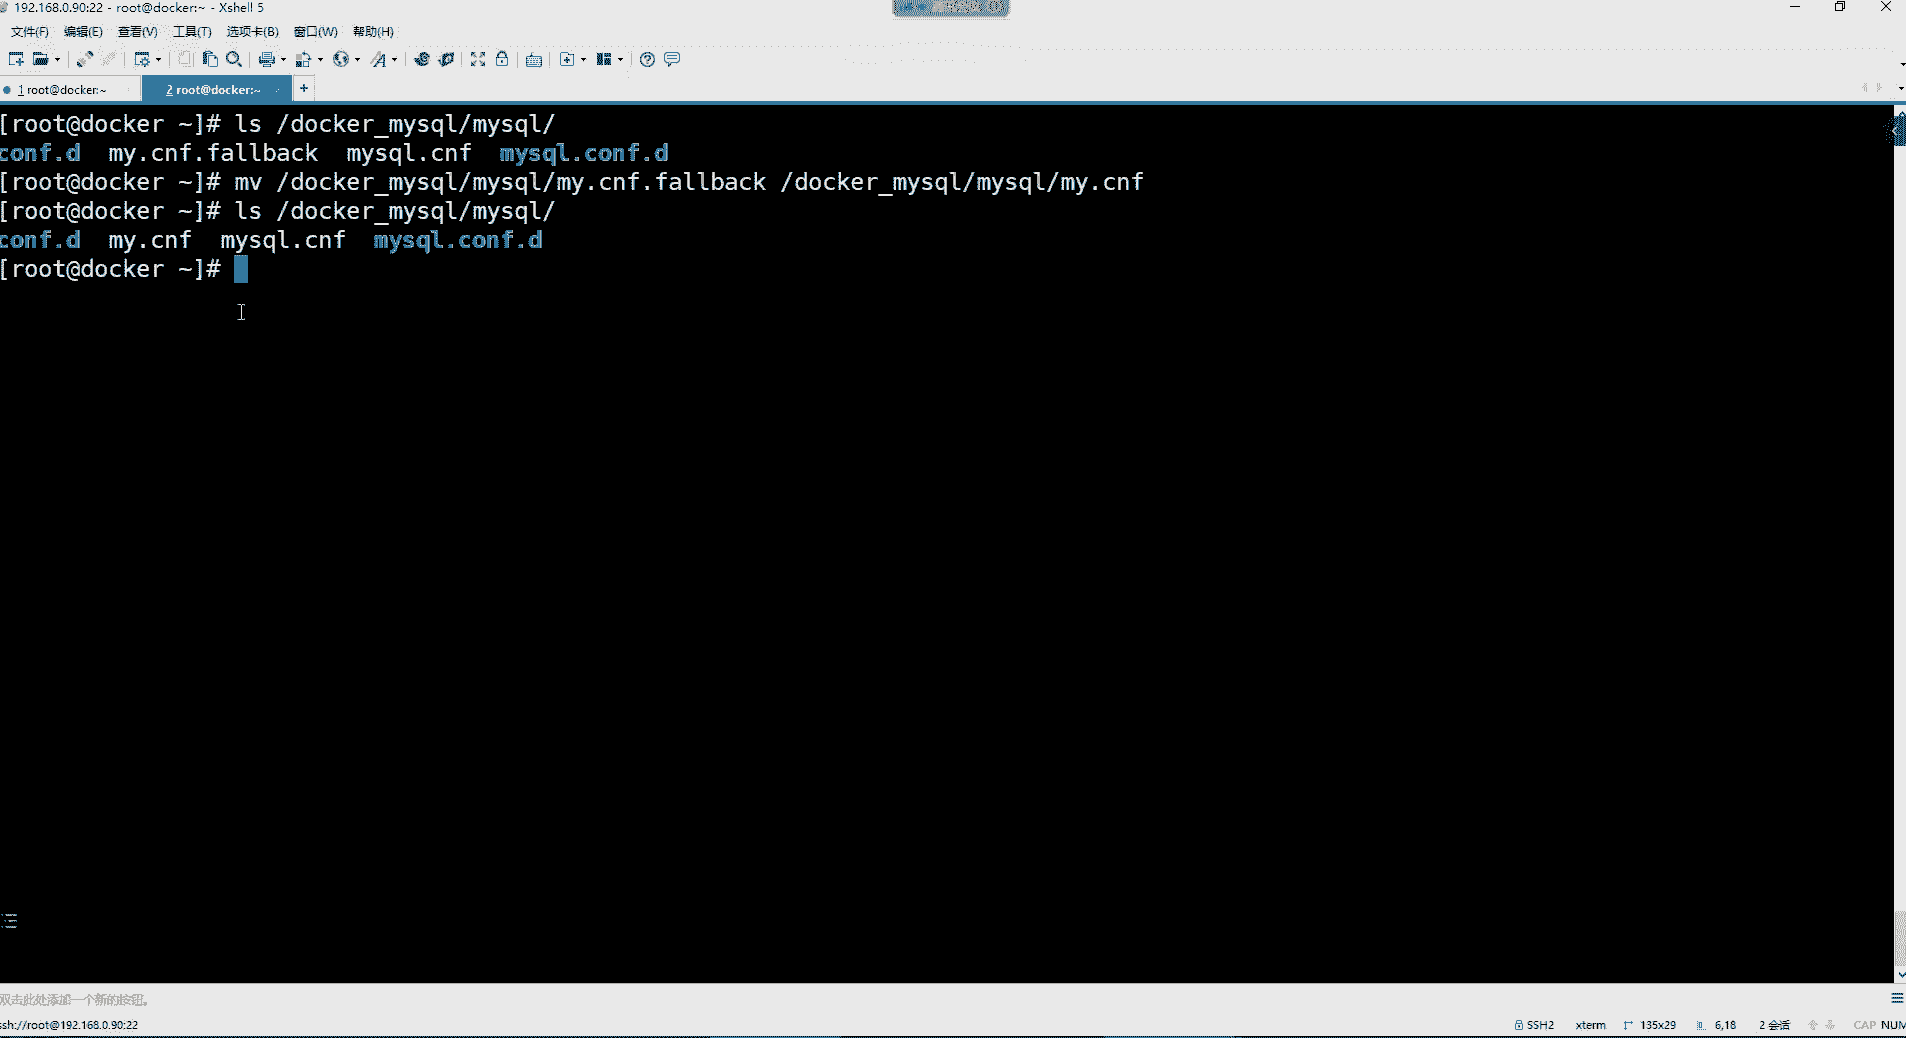 192.168.0.90:22 - root@docker:~ - Xshell 5
文件(F) 编辑(E) 查看(V) 工具(T) 选项卡(B) 窗口(W) 帮助(H)
1 root@docker:~ 2 root@docker:~ +
[root@docker ~]# ls /docker_mysql/mysql/
conf.d my.cnf.fallback mysql.cnf mysql.conf.d
[root@docker ~]# mv /docker_mysql/mysql/my.cnf.fallback /docker_mysql/mysql/my.cnf
[root@docker ~]# ls /docker_mysql/mysql/
conf.d my.cnf mysql.cnf mysql.conf.d
[root@docker ~]#
双击此处添加一个新的按钮。
ssh://root@192.168.0.90:22 SSH2 xterm 135x29 6,18 2 会话 CAP NUM